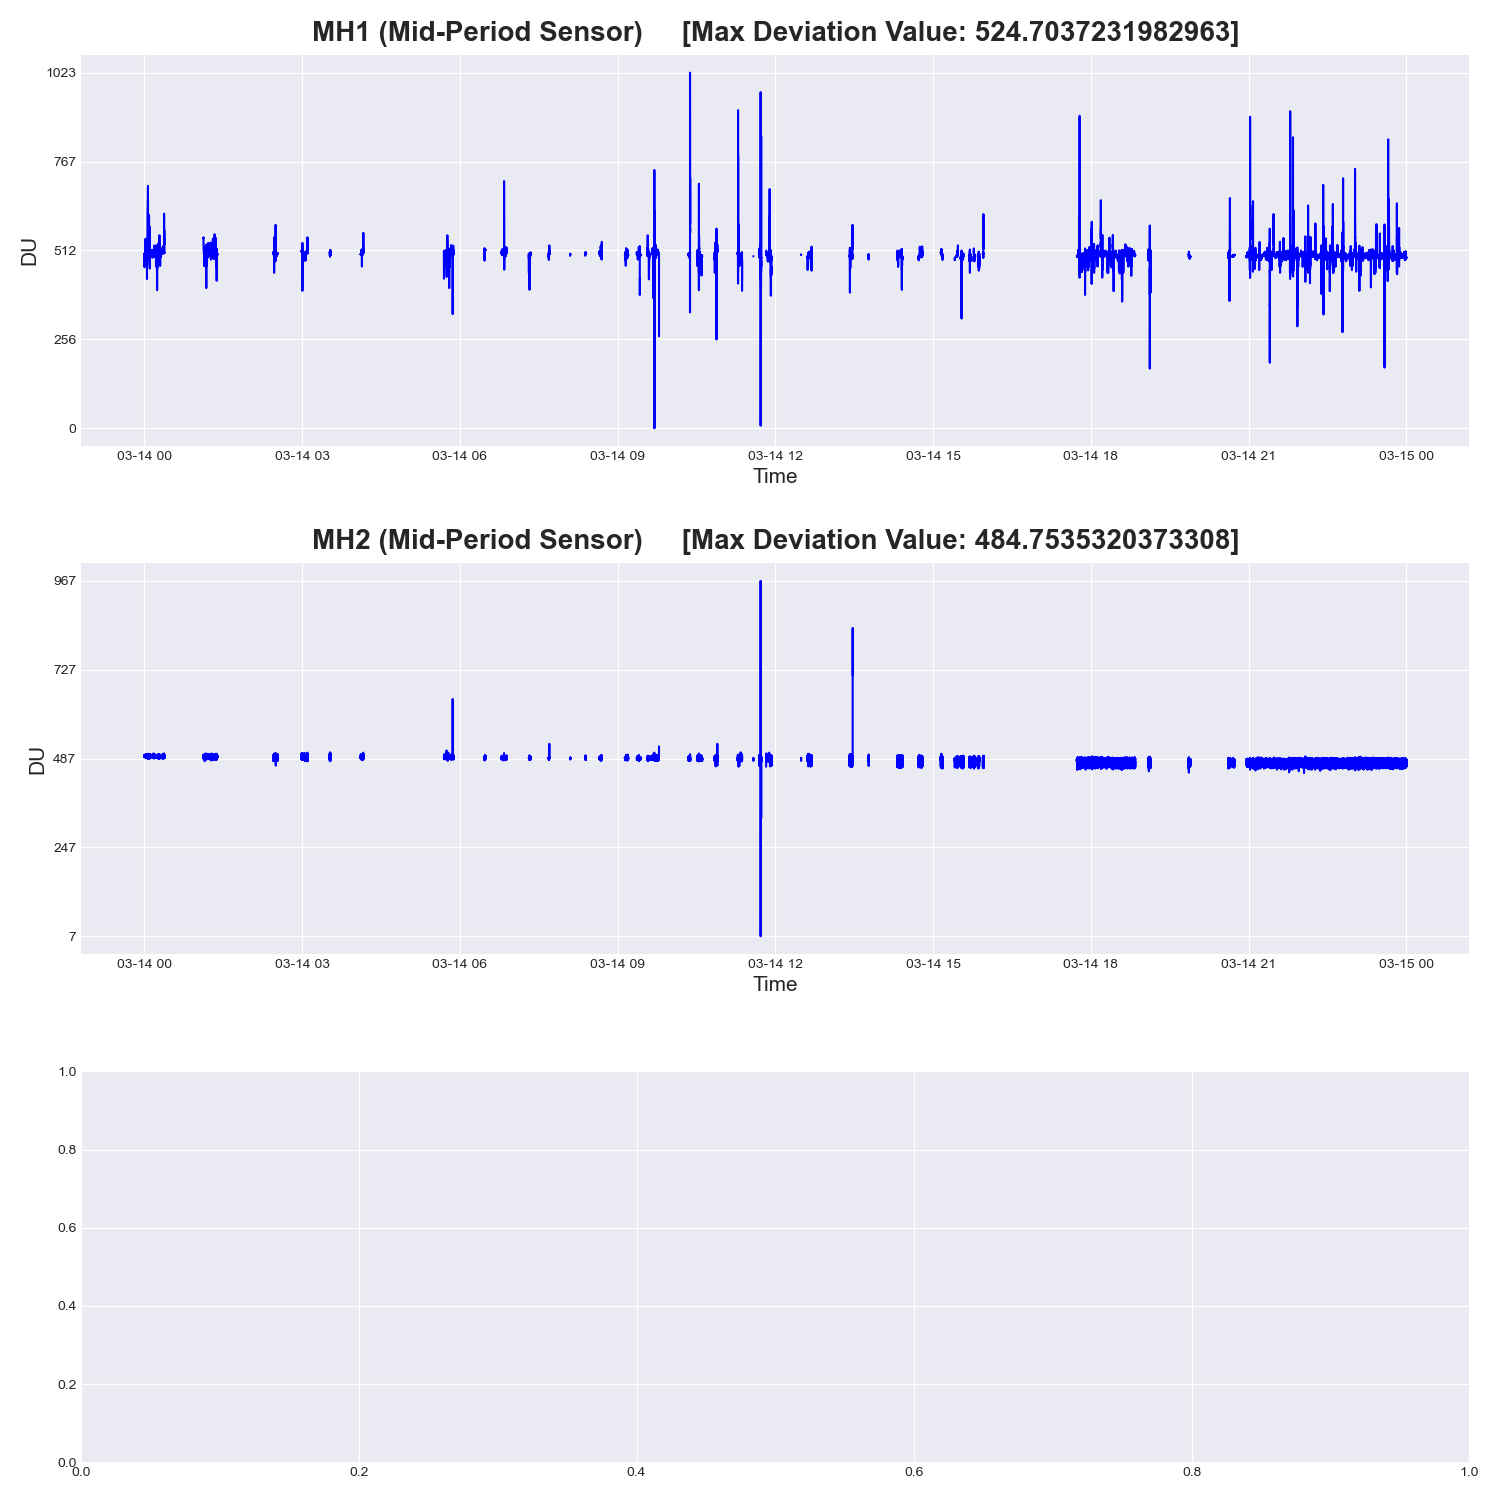 MH1 (Mid-Period Sensor) [Max Deviation Value: 524.7037231982963]
1023
767
512
256
0
DU
03-14 00 03-14 03 03-14 06 03-14 09 03-14 12 03-14 15 03-14 18 03-14 21 03-15 00
Time
MH2 (Mid-Period Sensor) [Max Deviation Value: 484.7535320373308]
967
727
487
247
7
DU
03-14 00 03-14 03 03-14 06 03-14 09 03-14 12 03-14 15 03-14 18 03-14 21 03-15 00
Time
1.0
0.8
0.6
0.4
0.2
0.0
0.0 0.2 0.4 0.6 0.8 1.0